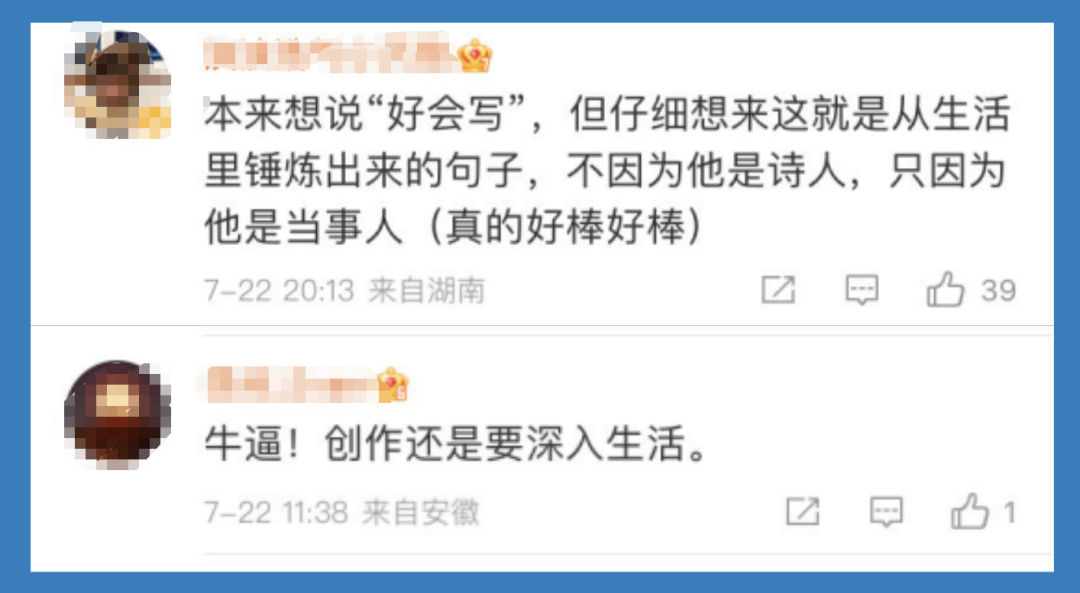 本来想说“好会写”，但仔细想来这就是从生活
里锤炼出来的句子，不因为他是诗人，只因为
他是当事人（真的好棒好棒）
7-22 20:13 来自湖南
39
牛逼！创作还是要深入生活。
7-22 11:38 来自安徽
1